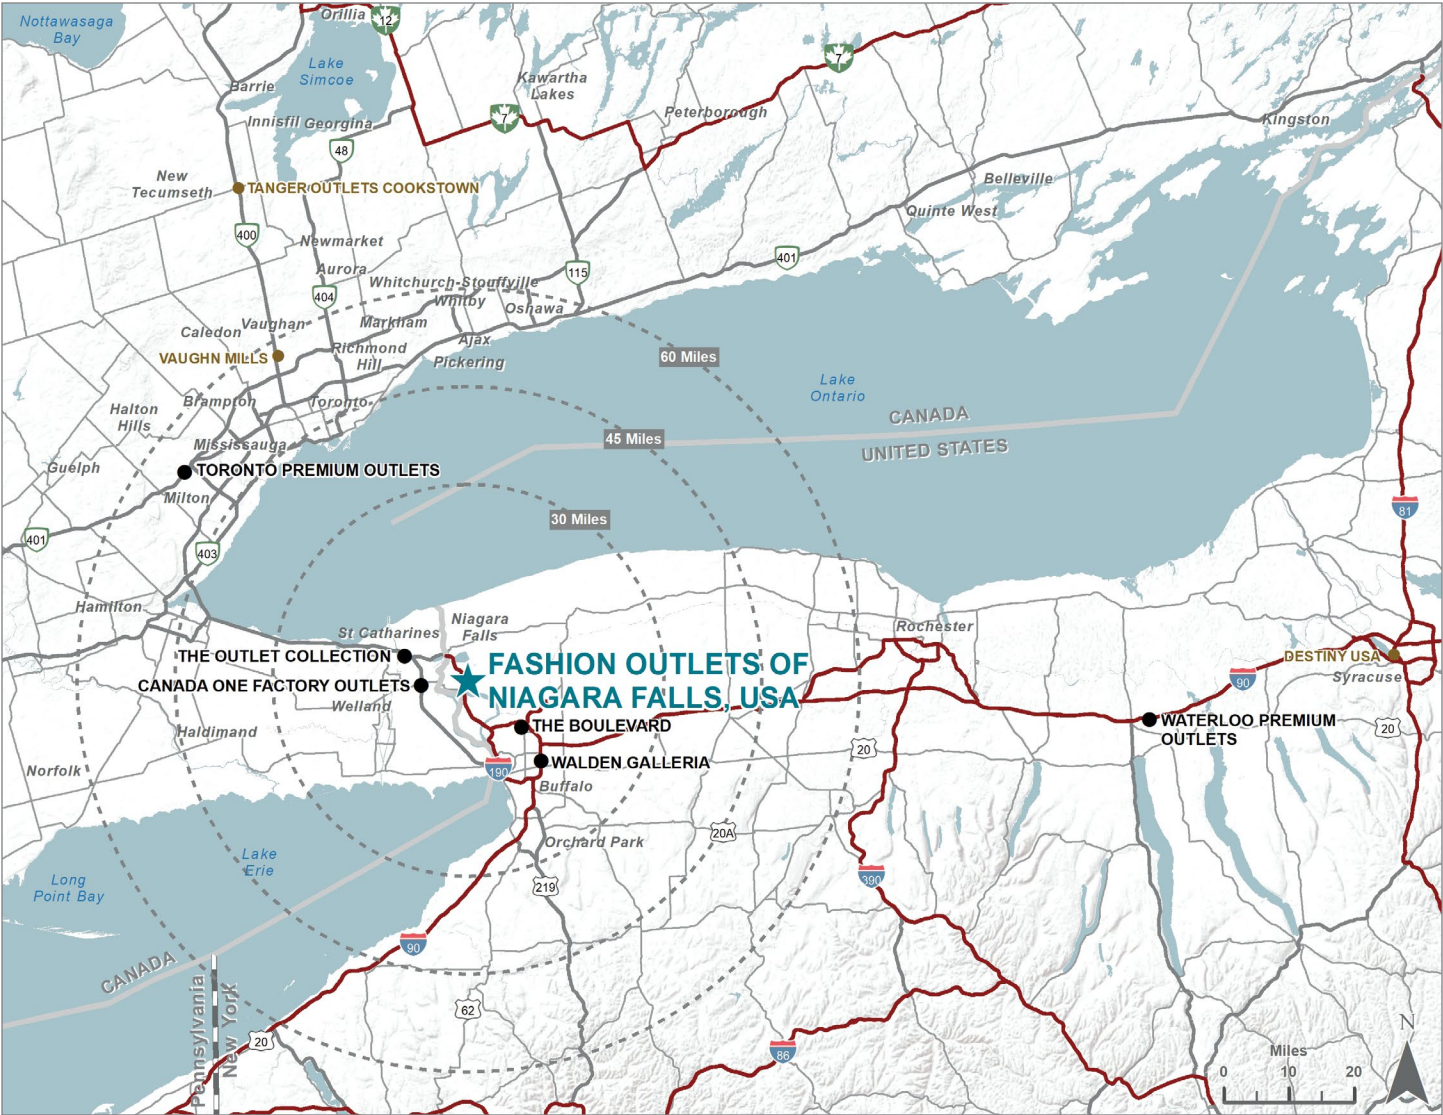 Nottawasaga
Bay
Orillia
12
Lake
Simcoe
7
Barrie
Kawartha
Lakes
Peterborough
7
Innisfil
Georgina
Kingston
48
New
Tecumseth
TANGER OUTLETS COOKSTOWN
Belleville
Quinte West
400
Newmarket
401
Aurora
115
Whitchurch-Stouffville
404
Whitby
Oshawa
Caledon
Vaughan
Markham
Ajax
VAUGHN MILLS
Richmond
Hill
Pickering
60 Miles
Lake
Ontario
Brampton
Toronto
Halton
Hills
CANADA
UNITED STATES
Mississauga
45 Miles
Guelph
TORONTO PREMIUM OUTLETS
Milton
81
30 Miles
401
403
Hamilton
Niagara
Falls
St Catharines
Rochester
THE OUTLET COLLECTION
FASHION OUTLETS OF
NIAGARA FALLS, USA
DESTINY USA
CANADA ONE FACTORY OUTLETS
90
Syracuse
Welland
THE BOULEVARD
WATERLOO PREMIUM
OUTLETS
Haldimand
20
20
WALDEN GALLERIA
Norfolk
190
Buffalo
20A
Orchard Park
Lake
Erie
Long
Point Bay
219
390
90
CANADA
Pennsylvania
New York
62
20
86
N
Miles
0
10
20